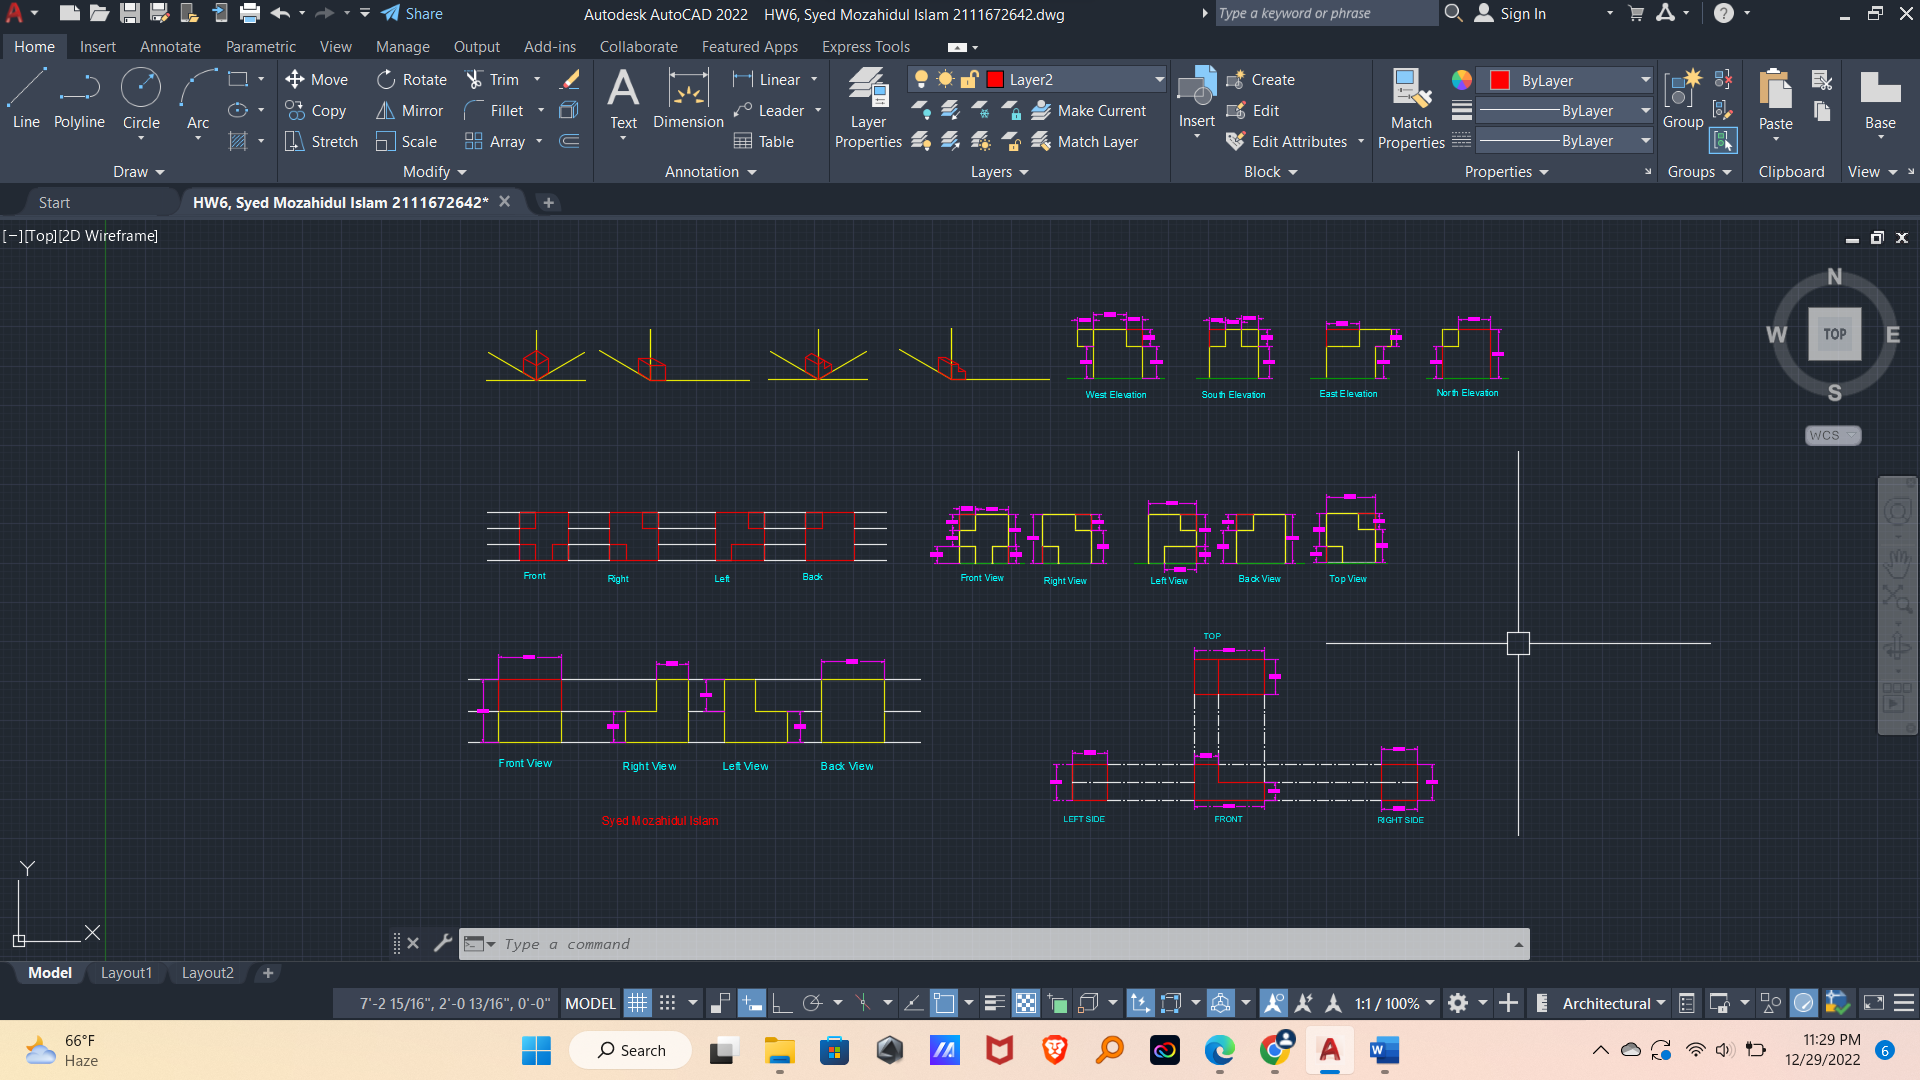 Share
Autodesk AutoCAD 2022 HW6, Syed Mozahidul Islam 2111672642.dwg
Type a keyword or phrase
Sign In
Home Insert Annotate Parametric View Manage Output Add-ins Collaborate Featured Apps Express Tools
Line Polyline Circle Arc
Move Rotate Trim
Copy Mirror Fillet
Stretch Scale Array
Text Dimension
Linear
Leader
Table
Layer Properties
Layer2
Make Current
Match Layer
Insert
Create
Edit
Edit Attributes
Match Properties
ByLayer
ByLayer
ByLayer
Group
Paste
Base
Draw Modify Annotation Layers Block Properties Groups Clipboard View
Start
HW6, Syed Mozahidul Islam 2111672642*
[−][Top][2D Wireframe]
N
W TOP E
S
WCS
West Elevation South Elevation East Elevation North Elevation
Front Right Left Back
Front View Right View Left View Back View Top View
TOP
Front View Right View Left View Back View
LEFT SIDE FRONT RIGHT SIDE
Syed Mozahidul Islam
Y
X
Type a command
Model Layout1 Layout2
7'-2 15/16", 2'-0 13/16", 0'-0" MODEL 1:1 / 100% Architectural
66°F
Haze
Search
11:29 PM
12/29/2022
6